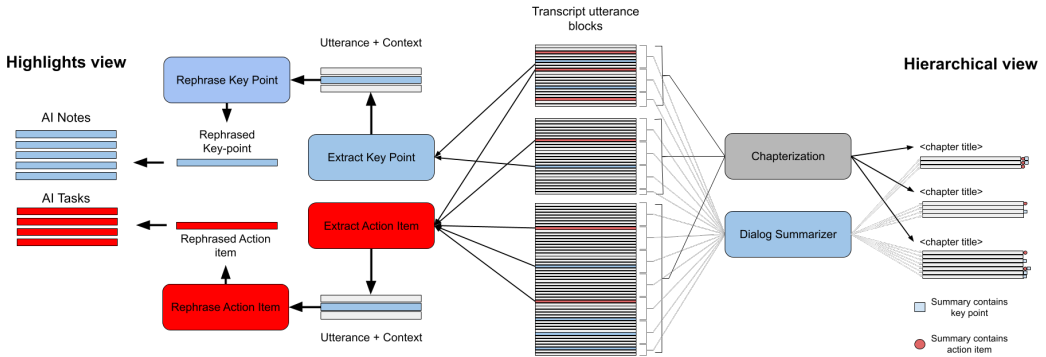 Transcript utterance
blocks
Highlights view
Utterance + Context
Hierarchical view
Rephrase Key Point
AI Notes
Rephrased
Key-point
Extract Key Point
Chapterization
<chapter title>
<chapter title>
AI Tasks
Extract Action Item
Rephrased Action
item
Dialog Summarizer
<chapter title>
Rephrase Action Item
Utterance + Context
Summary contains
key point
Summary contains
action item